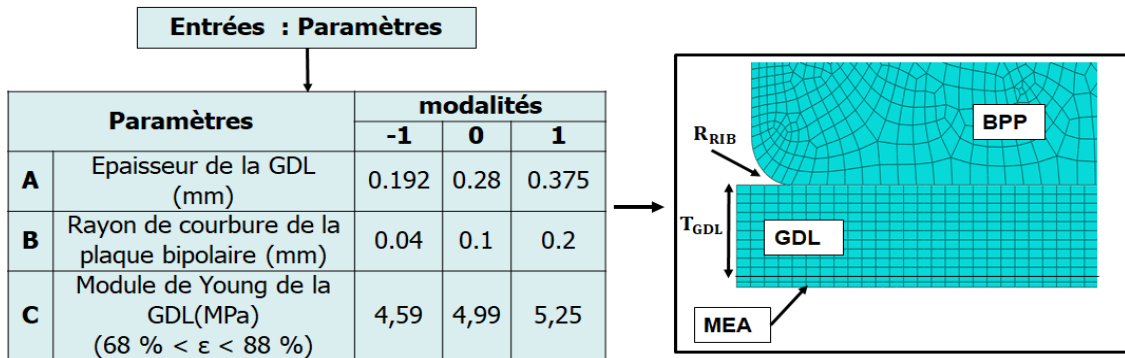 Entrées : Paramètres
Paramètres
modalités
-1 0 1
A
Epaisseur de la GDL
(mm)
0.192 0.28 0.375
B
Rayon de courbure de la
plaque bipolaire (mm)
0.04 0.1 0.2
C
Module de Young de la
GDL(MPa)
(68 % < ε < 88 %)
4,59 4,99 5,25
BPP
R_RIB
T_GDL
GDL
MEA